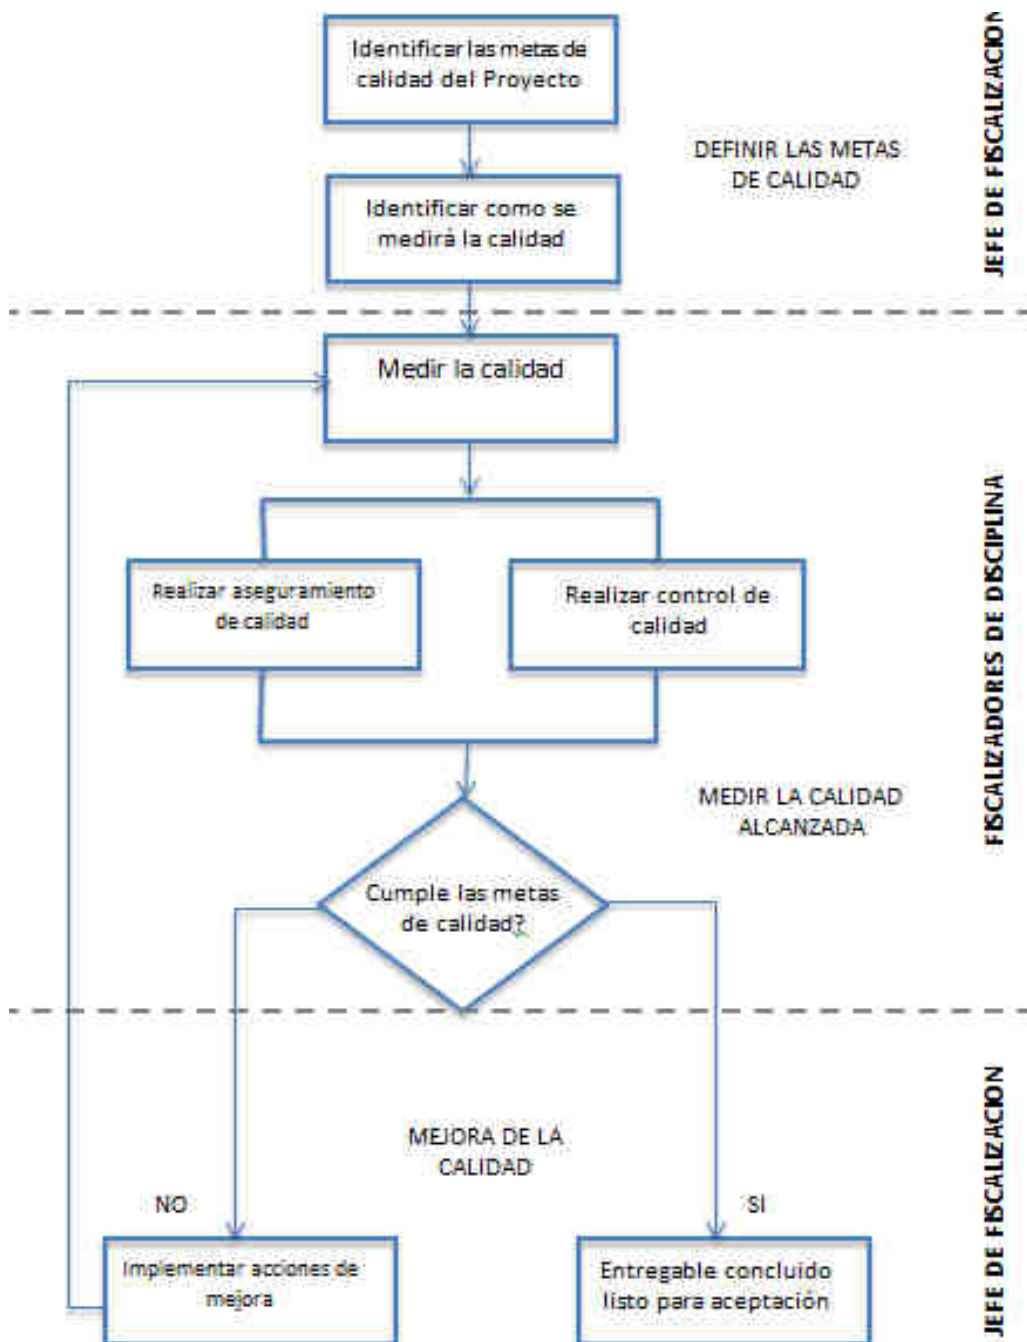 Identificar las metas de
calidad del Proyecto
JEFE DE FISCALIZACION
DEFINIR LAS METAS
DE CALIDAD
Identificar como se
medirá la calidad
Medir la calidad
FISCALIZADORES DE DISCIPLINA
Realizar aseguramiento
de calidad
Realizar control de
calidad
MEDIR LA CALIDAD
ALCANZADA
Cumple las metas
de calidad?
MEJORA DE LA
CALIDAD
JEFE DE FISCALIZACION
NO
SI
Implementar acciones de
mejora
Entregable concluido
listo para aceptación